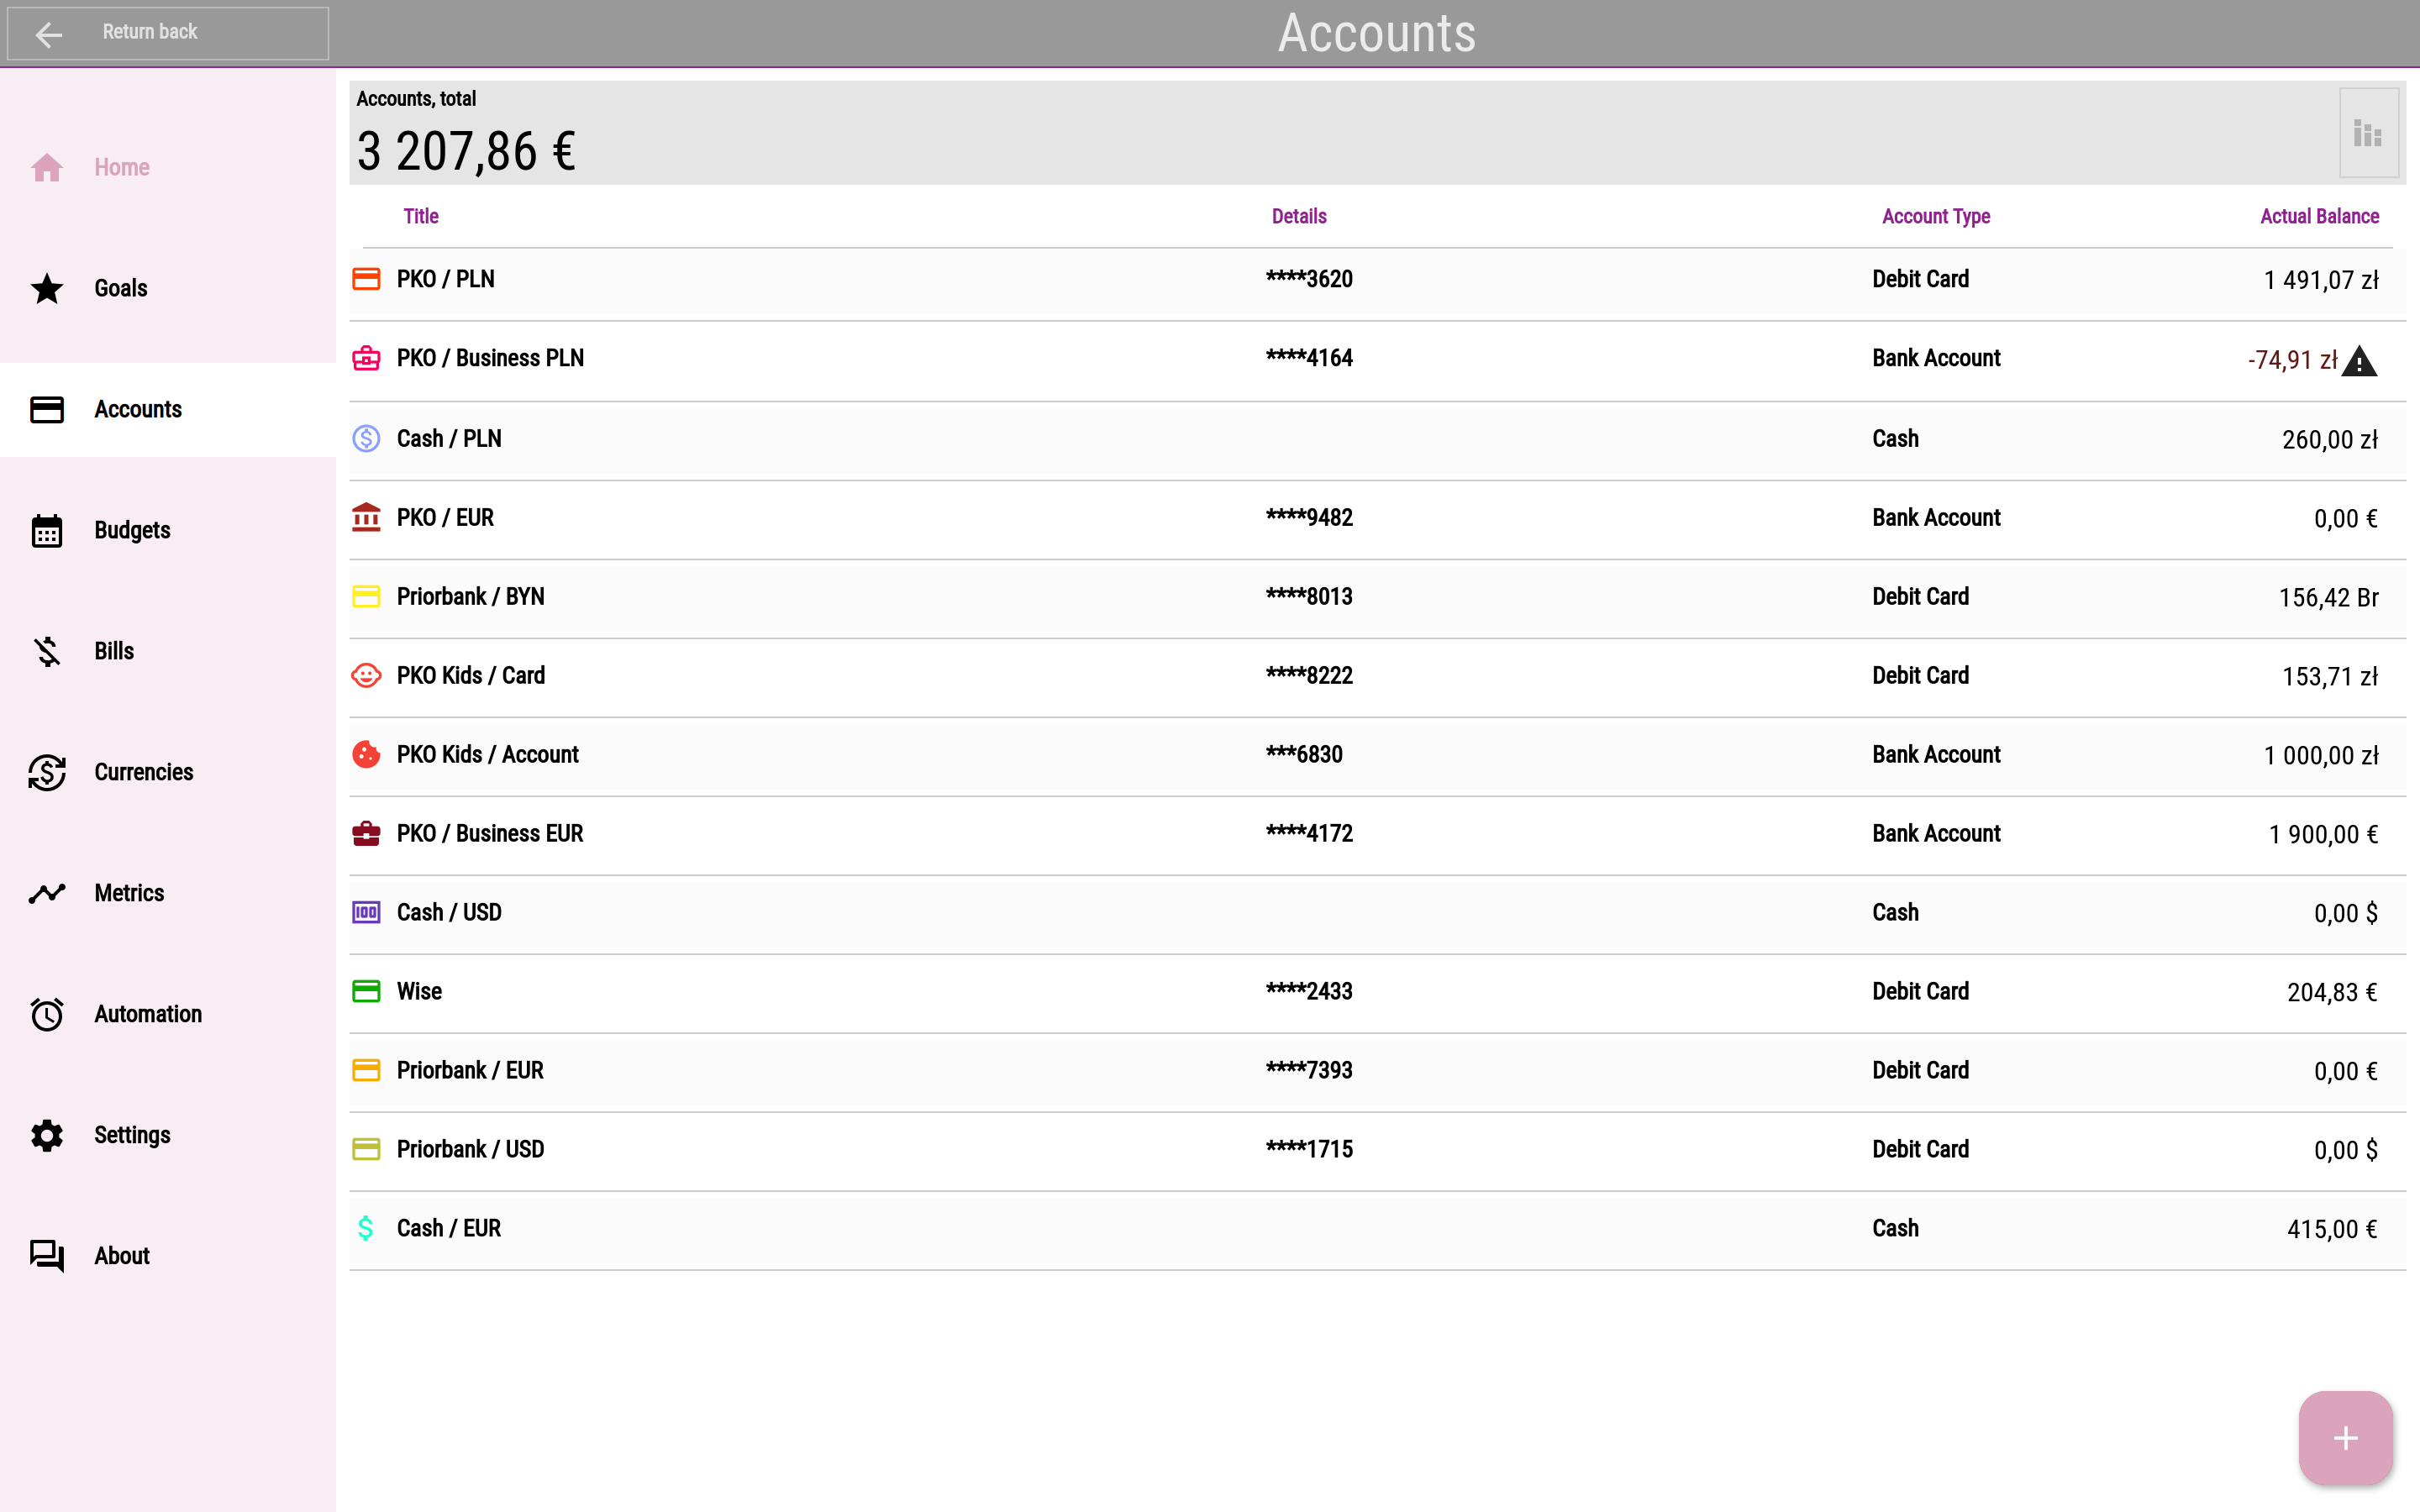 Return back
Accounts
Home
Goals
Accounts
Budgets
Bills
Currencies
Metrics
Automation
Settings
About
Accounts, total
3 207,86 €
Title Details Account Type Actual Balance
PKO / PLN ****3620 Debit Card 1 491,07 zł
PKO / Business PLN ****4164 Bank Account -74,91 zł
Cash / PLN Cash 260,00 zł
PKO / EUR ****9482 Bank Account 0,00 €
Priorbank / BYN ****8013 Debit Card 156,42 Br
PKO Kids / Card ****8222 Debit Card 153,71 zł
PKO Kids / Account ***6830 Bank Account 1 000,00 zł
PKO / Business EUR ****4172 Bank Account 1 900,00 €
Cash / USD Cash 0,00 $
Wise ****2433 Debit Card 204,83 €
Priorbank / EUR ****7393 Debit Card 0,00 €
Priorbank / USD ****1715 Debit Card 0,00 $
Cash / EUR Cash 415,00 €